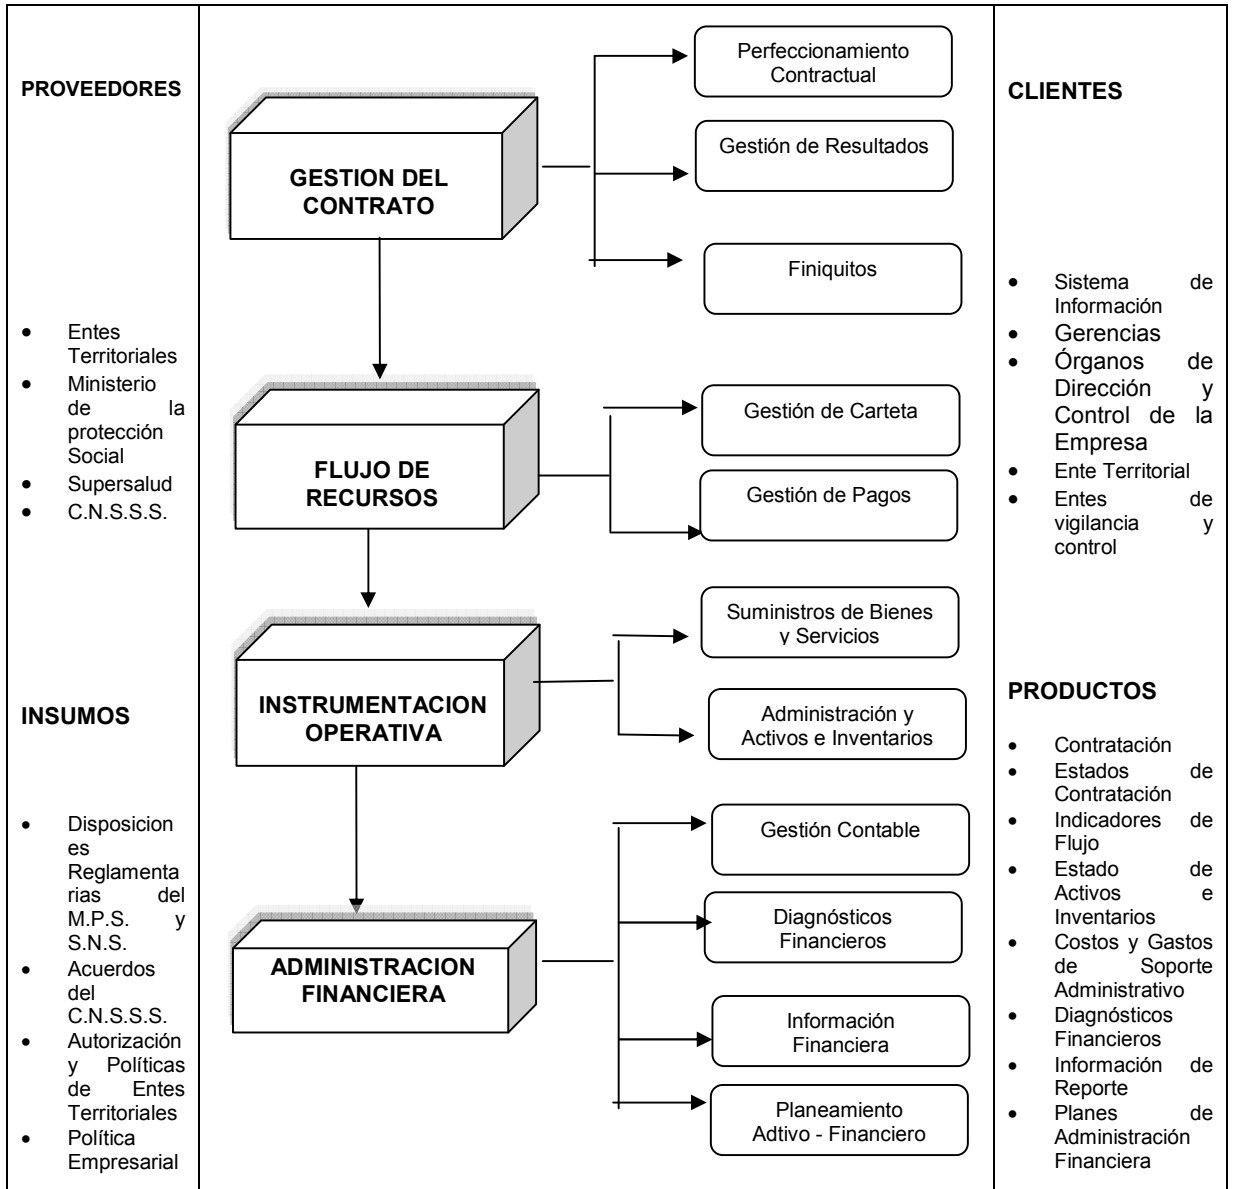 PROVEEDORES
• Entes
Territoriales
• Ministerio
de la
protección
Social
• Supersalud
• C.N.S.S.S.
INSUMOS
• Disposicion
es
Reglamenta
rias del
M.P.S. y
S.N.S.
• Acuerdos
del
C.N.S.S.S.
• Autorización
y Políticas
de Entes
Territoriales
• Política
Empresarial
GESTION DEL
CONTRATO
Perfeccionamiento
Contractual
Gestión de Resultados
Finiquitos
FLUJO DE
RECURSOS
Gestión de Carteta
Gestión de Pagos
INSTRUMENTACION
OPERATIVA
Suministros de Bienes
y Servicios
Administración y
Activos e Inventarios
ADMINISTRACION
FINANCIERA
Gestión Contable
Diagnósticos
Financieros
Información
Financiera
Planeamiento
Adtivo - Financiero
CLIENTES
• Sistema de
Información
• Gerencias
• Órganos de
Dirección y
Control de la
Empresa
• Ente Territorial
• Entes de
vigilancia y
control
PRODUCTOS
• Contratación
• Estados de
Contratación
• Indicadores de
Flujo
• Estado de
Activos e
Inventarios
• Costos y Gastos
de Soporte
Administrativo
• Diagnósticos
Financieros
• Información de
Reporte
• Planes de
Administración
Financiera